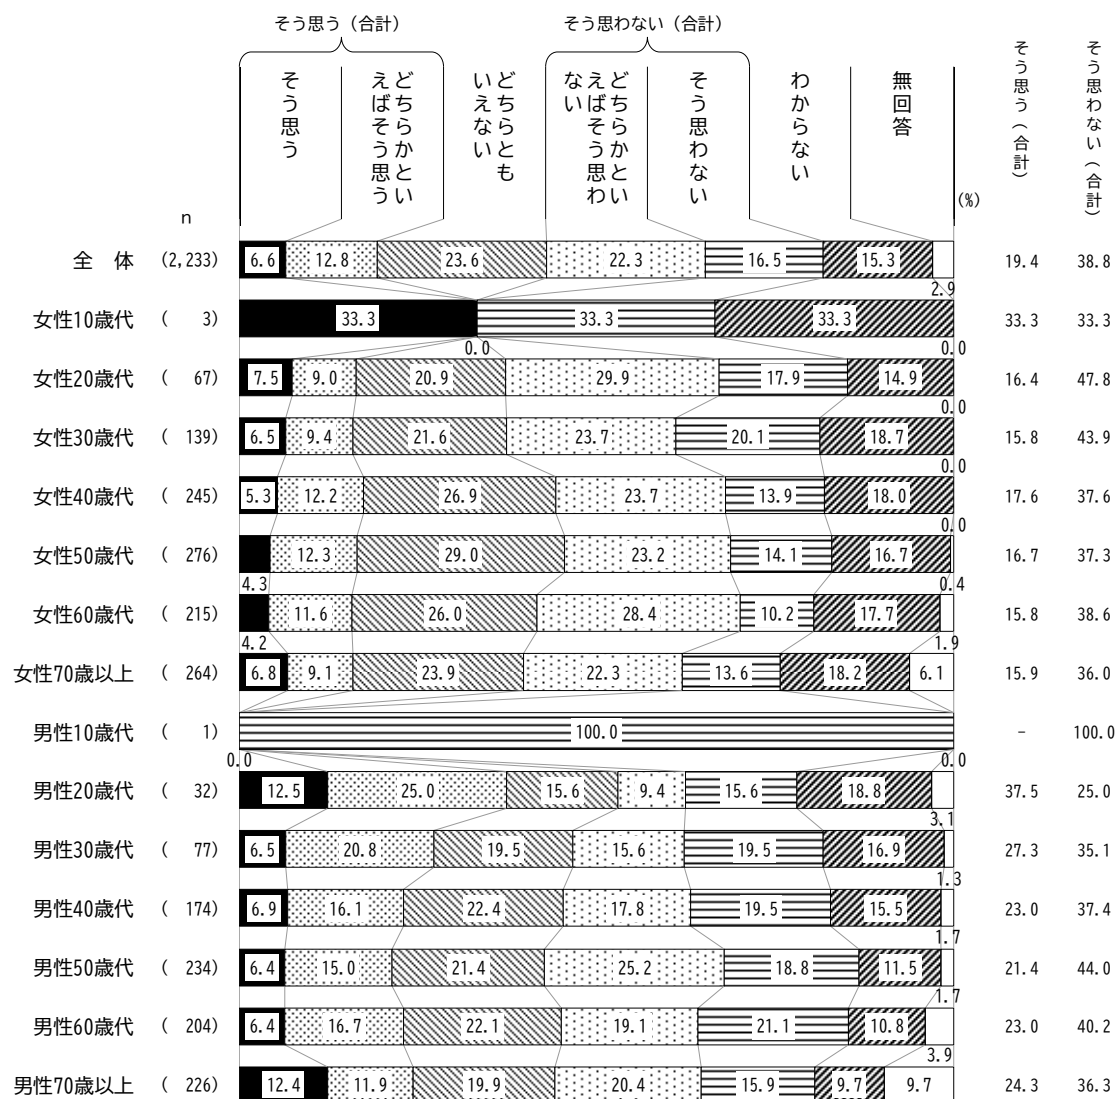 そう思う（合計）
そう思わない（合計）
そう思う
どちらかといえばそう思う
どちらともいえない
どちらかといえばそう思わない
そう思わない
わからない
無回答
そう思う（合計）
そう思わない（合計）
n
(%)
全　体 (2,233) 6.6 12.8 23.6 22.3 16.5 15.3 2.9 19.4 38.8
女性10歳代 ( 3) 33.3 33.3 33.3 33.3 33.3
0.0 0.0
女性20歳代 ( 67) 7.5 9.0 20.9 29.9 17.9 14.9 16.4 47.8
0.0
女性30歳代 ( 139) 6.5 9.4 21.6 23.7 20.1 18.7 15.8 43.9
0.0
女性40歳代 ( 245) 5.3 12.2 26.9 23.7 13.9 18.0 17.6 37.6
0.0
女性50歳代 ( 276) 12.3 29.0 23.2 14.1 16.7 16.7 37.3
4.3 0.4
女性60歳代 ( 215) 11.6 26.0 28.4 10.2 17.7 15.8 38.6
4.2 1.9
女性70歳以上 ( 264) 6.8 9.1 23.9 22.3 13.6 18.2 6.1 15.9 36.0
男性10歳代 ( 1) 100.0 - 100.0
0.0 0.0
男性20歳代 ( 32) 12.5 25.0 15.6 9.4 15.6 18.8 37.5 25.0
3.1
男性30歳代 ( 77) 6.5 20.8 19.5 15.6 19.5 16.9 27.3 35.1
1.3
男性40歳代 ( 174) 6.9 16.1 22.4 17.8 19.5 15.5 23.0 37.4
1.7
男性50歳代 ( 234) 6.4 15.0 21.4 25.2 18.8 11.5 21.4 44.0
1.7
男性60歳代 ( 204) 6.4 16.7 22.1 19.1 21.1 10.8 23.0 40.2
3.9
男性70歳以上 ( 226) 12.4 11.9 19.9 20.4 15.9 9.7 9.7 24.3 36.3